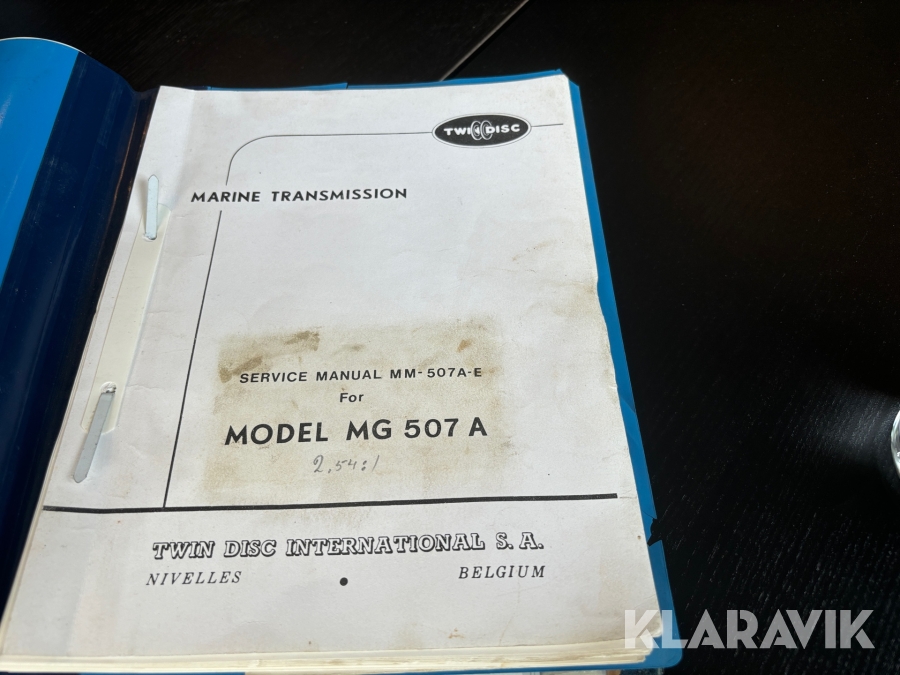 TWIN DISC
MARINE TRANSMISSION
SERVICE MANUAL MM-507A-E
For
MODEL MG 507 A
2,54:1
TWIN DISC INTERNATIONAL S. A.
NIVELLES • BELGIUM
KLARAVIK